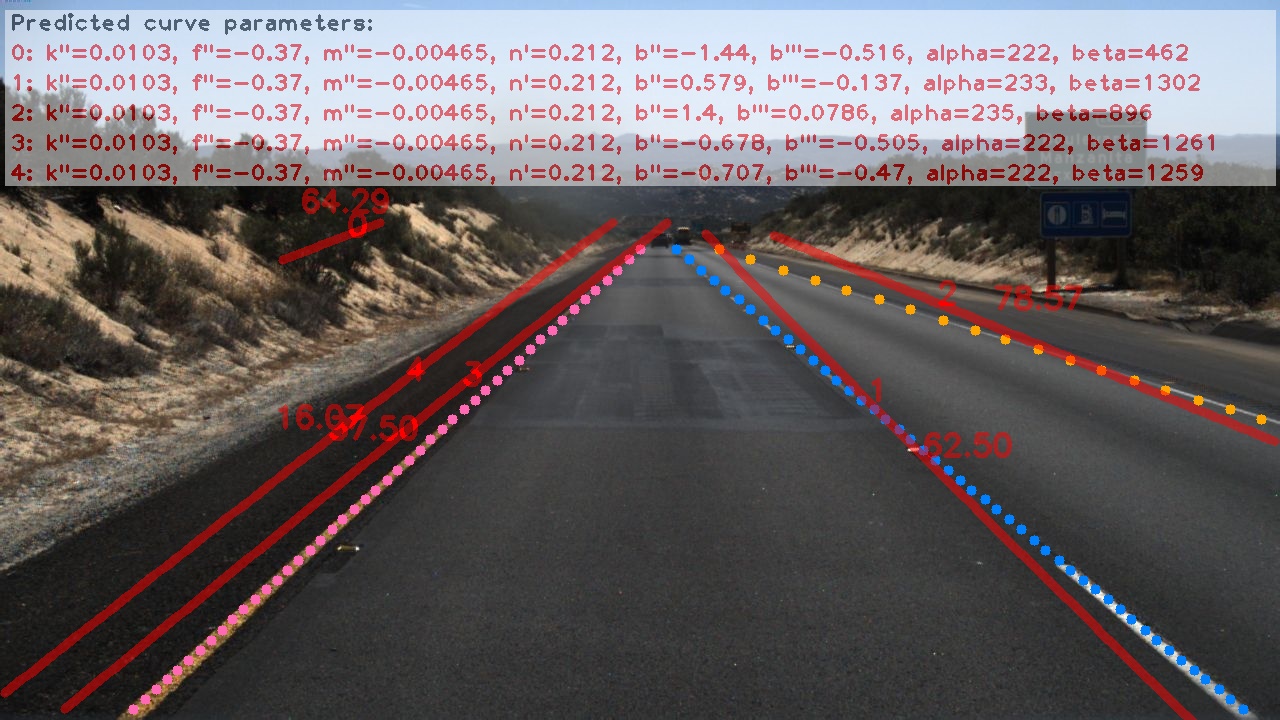 Predicted curve parameters:
0: k"=0.0103, f"=-0.37, m"=-0.00465, n'=0.212, b"=-1.44, b'''=-0.516, alpha=222, beta=462
1: k"=0.0103, f"=-0.37, m"=-0.00465, n'=0.212, b"=0.579, b'''=-0.137, alpha=233, beta=1302
2: k"=0.0103, f"=-0.37, m"=-0.00465, n'=0.212, b"=1.4, b'''=0.0786, alpha=235, beta=896
3: k"=0.0103, f"=-0.37, m"=-0.00465, n'=0.212, b"=-0.678, b'''=-0.505, alpha=222, beta=1261
4: k"=0.0103, f"=-0.37, m"=-0.00465, n'=0.212, b"=-0.707, b'''=-0.47, alpha=222, beta=1259
Manzanita
64.29
0
2 78.57
4 3
1
16.07
37.50
62.50